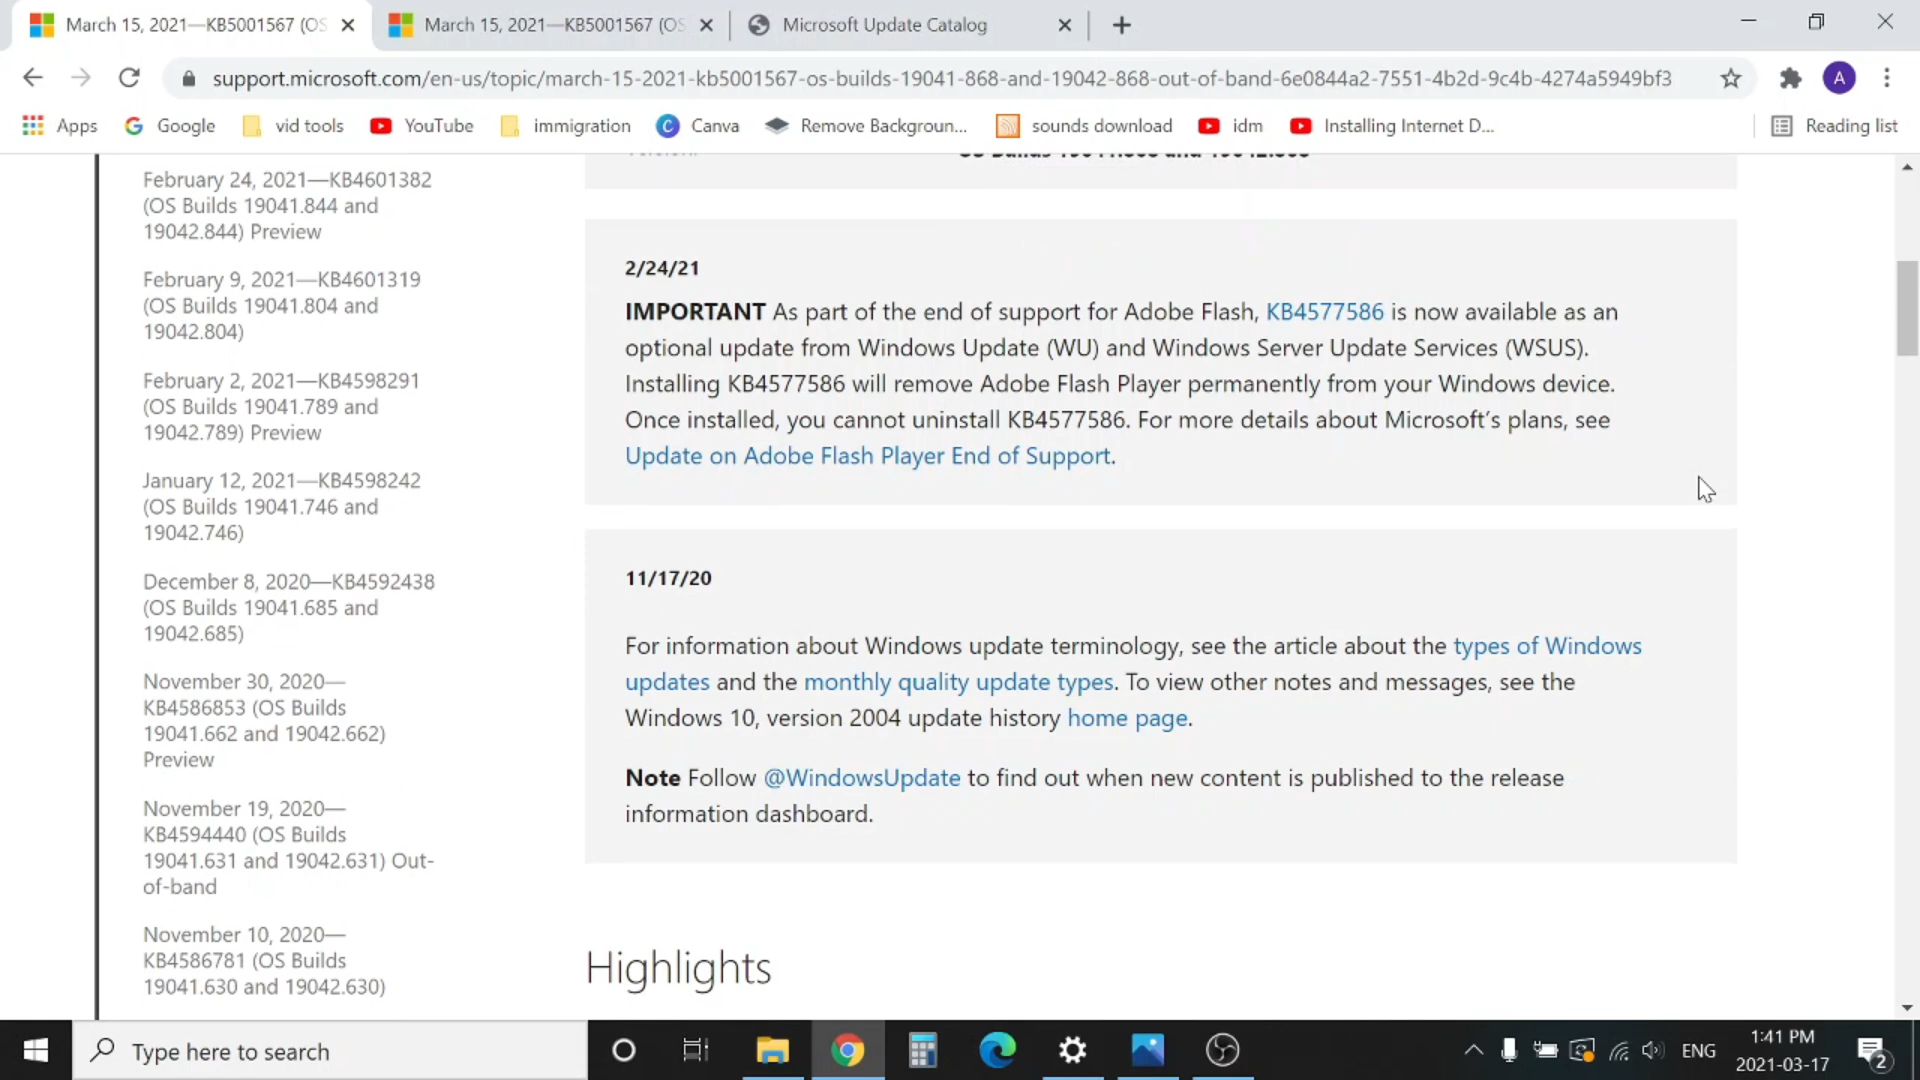 March 15, 2021—KB5001567 (OS
March 15, 2021—KB5001567 (OS
Microsoft Update Catalog
support.microsoft.com/en-us/topic/march-15-2021-kb5001567-os-builds-19041-868-and-19042-868-out-of-band-6e0844a2-7551-4b2d-9c4b-4274a5949bf3
A
Apps
Google
vid tools
YouTube
immigration
Canva
Remove Backgroun...
sounds download
idm
Installing Internet D...
Reading list
February 24, 2021—KB4601382
(OS Builds 19041.844 and
19042.844) Preview
February 9, 2021—KB4601319
(OS Builds 19041.804 and
19042.804)
February 2, 2021—KB4598291
(OS Builds 19041.789 and
19042.789) Preview
January 12, 2021—KB4598242
(OS Builds 19041.746 and
19042.746)
December 8, 2020—KB4592438
(OS Builds 19041.685 and
19042.685)
November 30, 2020—
KB4586853 (OS Builds
19041.662 and 19042.662)
Preview
November 19, 2020—
KB4594440 (OS Builds
19041.631 and 19042.631) Out-
of-band
November 10, 2020—
KB4586781 (OS Builds
19041.630 and 19042.630)
OS Builds 19041.868 and 19042.868
2/24/21
IMPORTANT As part of the end of support for Adobe Flash, KB4577586 is now available as an
optional update from Windows Update (WU) and Windows Server Update Services (WSUS).
Installing KB4577586 will remove Adobe Flash Player permanently from your Windows device.
Once installed, you cannot uninstall KB4577586. For more details about Microsoft's plans, see
Update on Adobe Flash Player End of Support.
11/17/20
For information about Windows update terminology, see the article about the types of Windows
updates and the monthly quality update types. To view other notes and messages, see the
Windows 10, version 2004 update history home page.
Note Follow @WindowsUpdate to find out when new content is published to the release
information dashboard.
Highlights
Type here to search
ENG
1:41 PM
2021-03-17
2